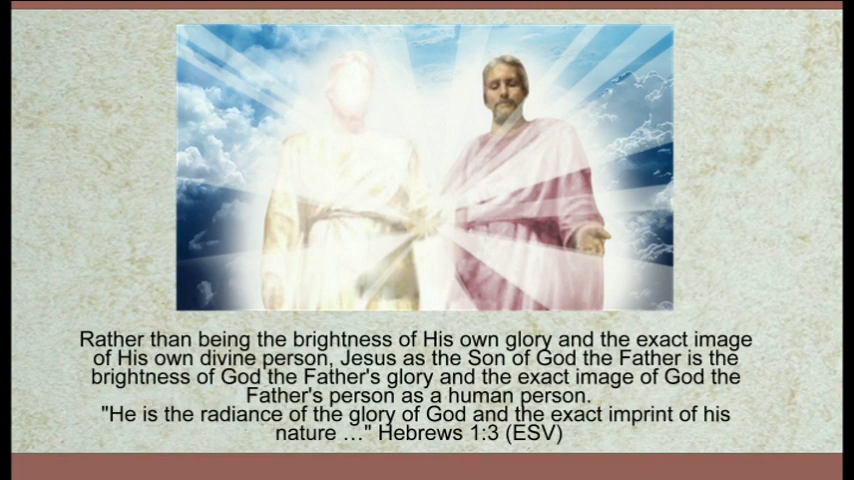 Rather than being the brightness of His own glory and the exact image
of His own divine person, Jesus as the Son of God the Father is the
brightness of God the Father's glory and the exact image of God the
Father's person as a human person.
"He is the radiance of the glory of God and the exact imprint of his
nature ..." Hebrews 1:3 (ESV)